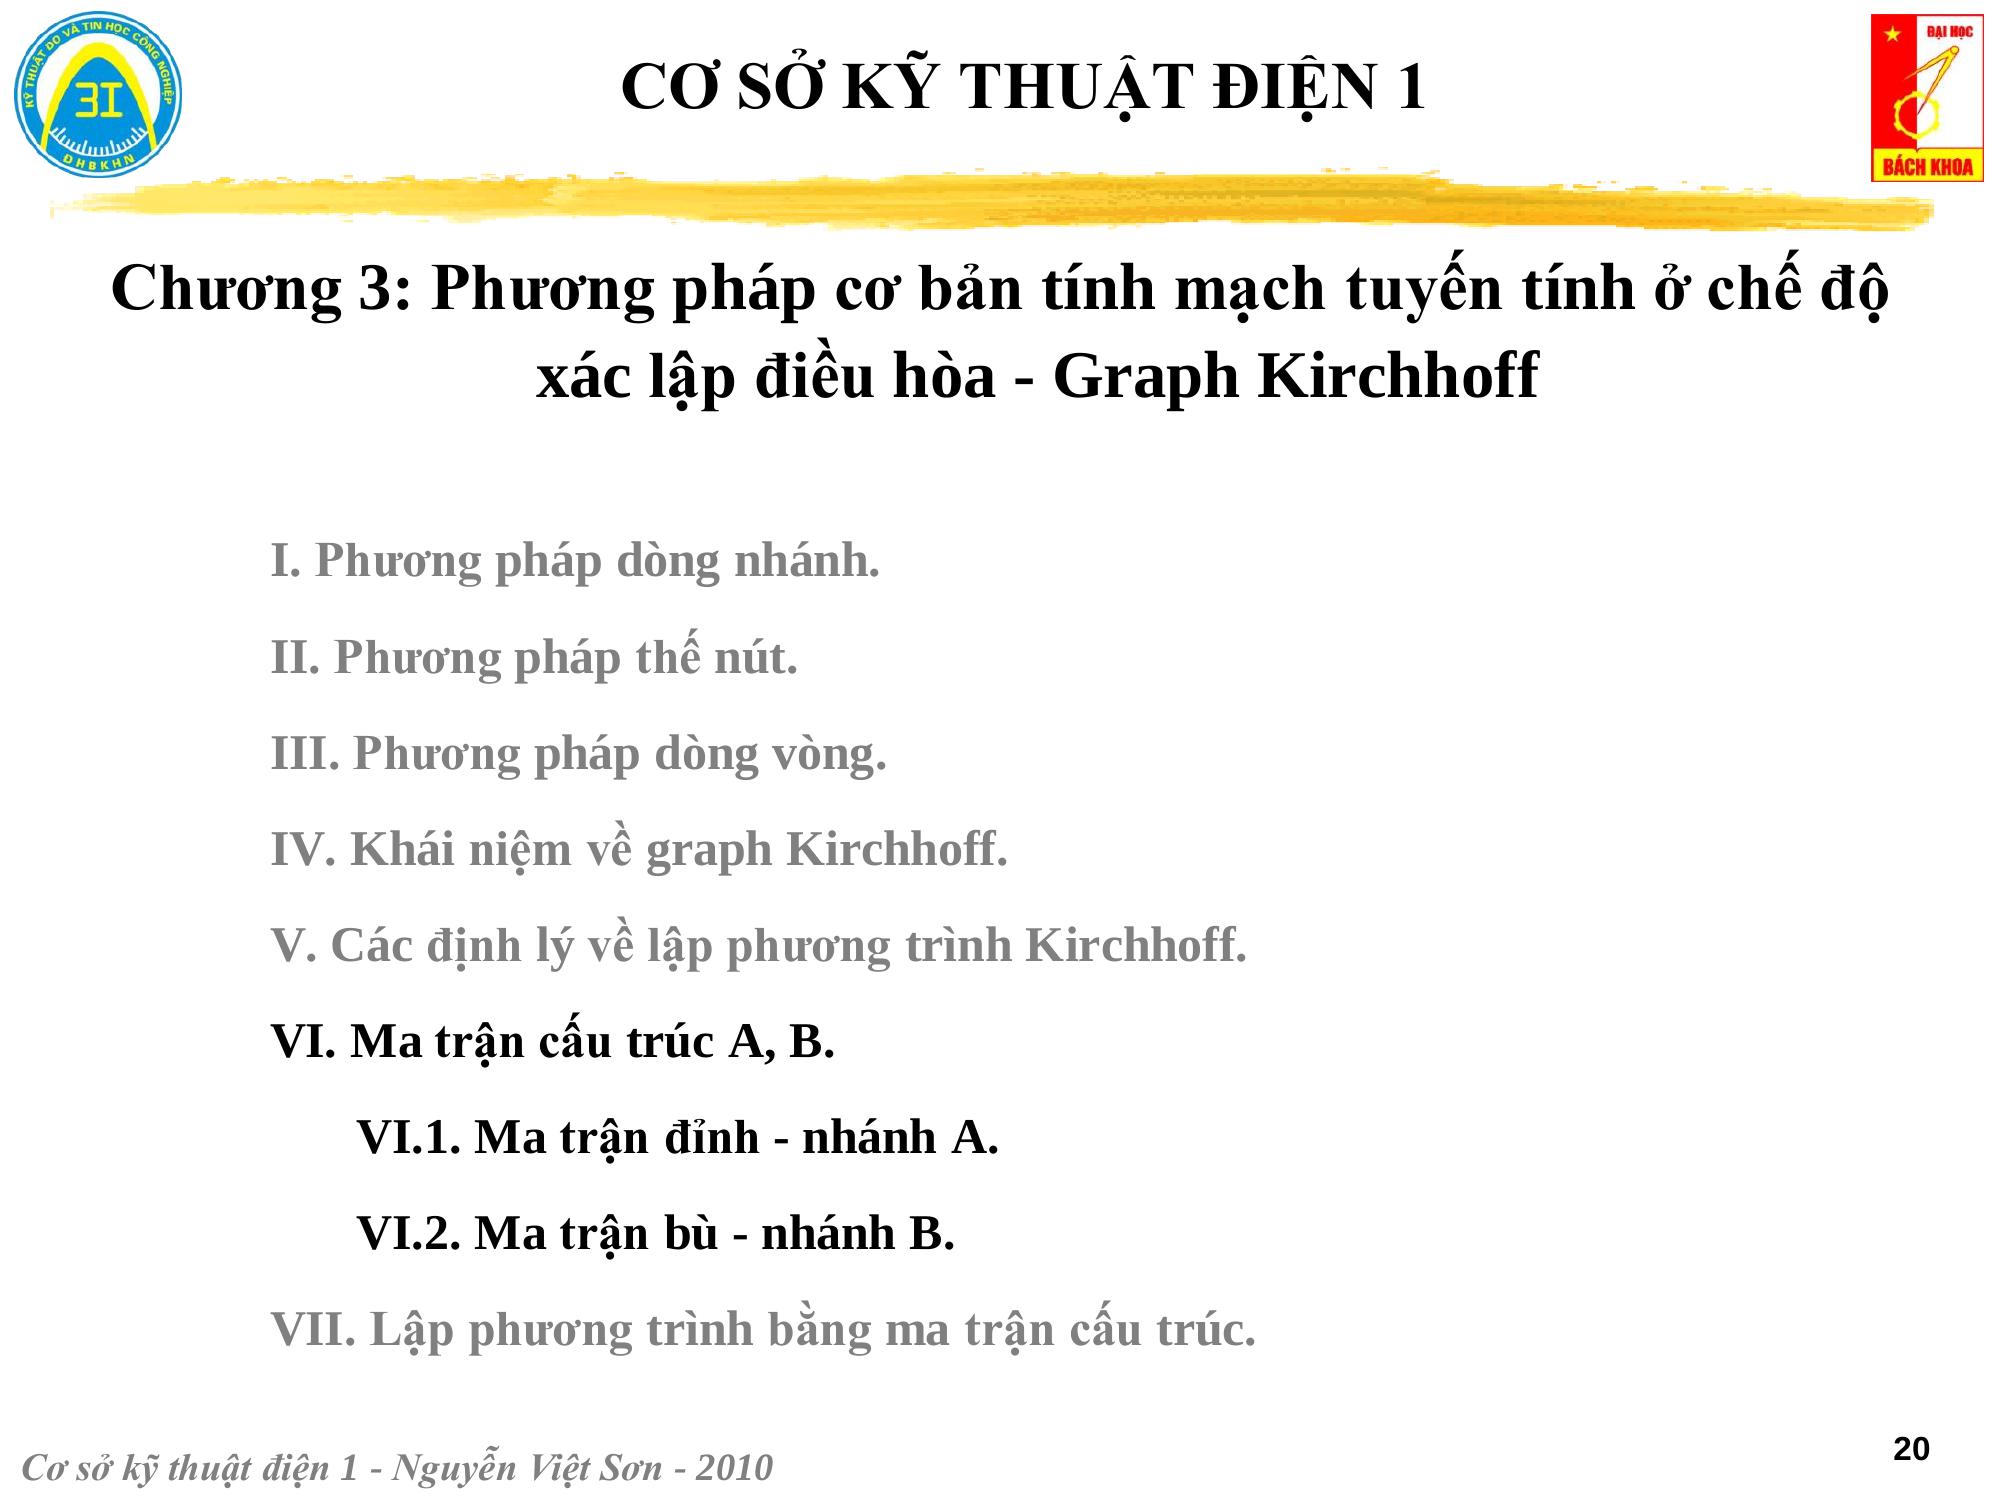 KỸ THUẬT ĐO VÀ TIN HỌC CÔNG NGHIỆP
3I
ĐHBKHN
CƠ SỞ KỸ THUẬT ĐIỆN 1
ĐẠI HỌC
BÁCH KHOA
Chương 3: Phương pháp cơ bản tính mạch tuyến tính ở chế độ
xác lập điều hòa - Graph Kirchhoff
I. Phương pháp dòng nhánh.
II. Phương pháp thế nút.
III. Phương pháp dòng vòng.
IV. Khái niệm về graph Kirchhoff.
V. Các định lý về lập phương trình Kirchhoff.
VI. Ma trận cấu trúc A, B.
VI.1. Ma trận đỉnh - nhánh A.
VI.2. Ma trận bù - nhánh B.
VII. Lập phương trình bằng ma trận cấu trúc.
Cơ sở kỹ thuật điện 1 - Nguyễn Việt Sơn - 2010
20